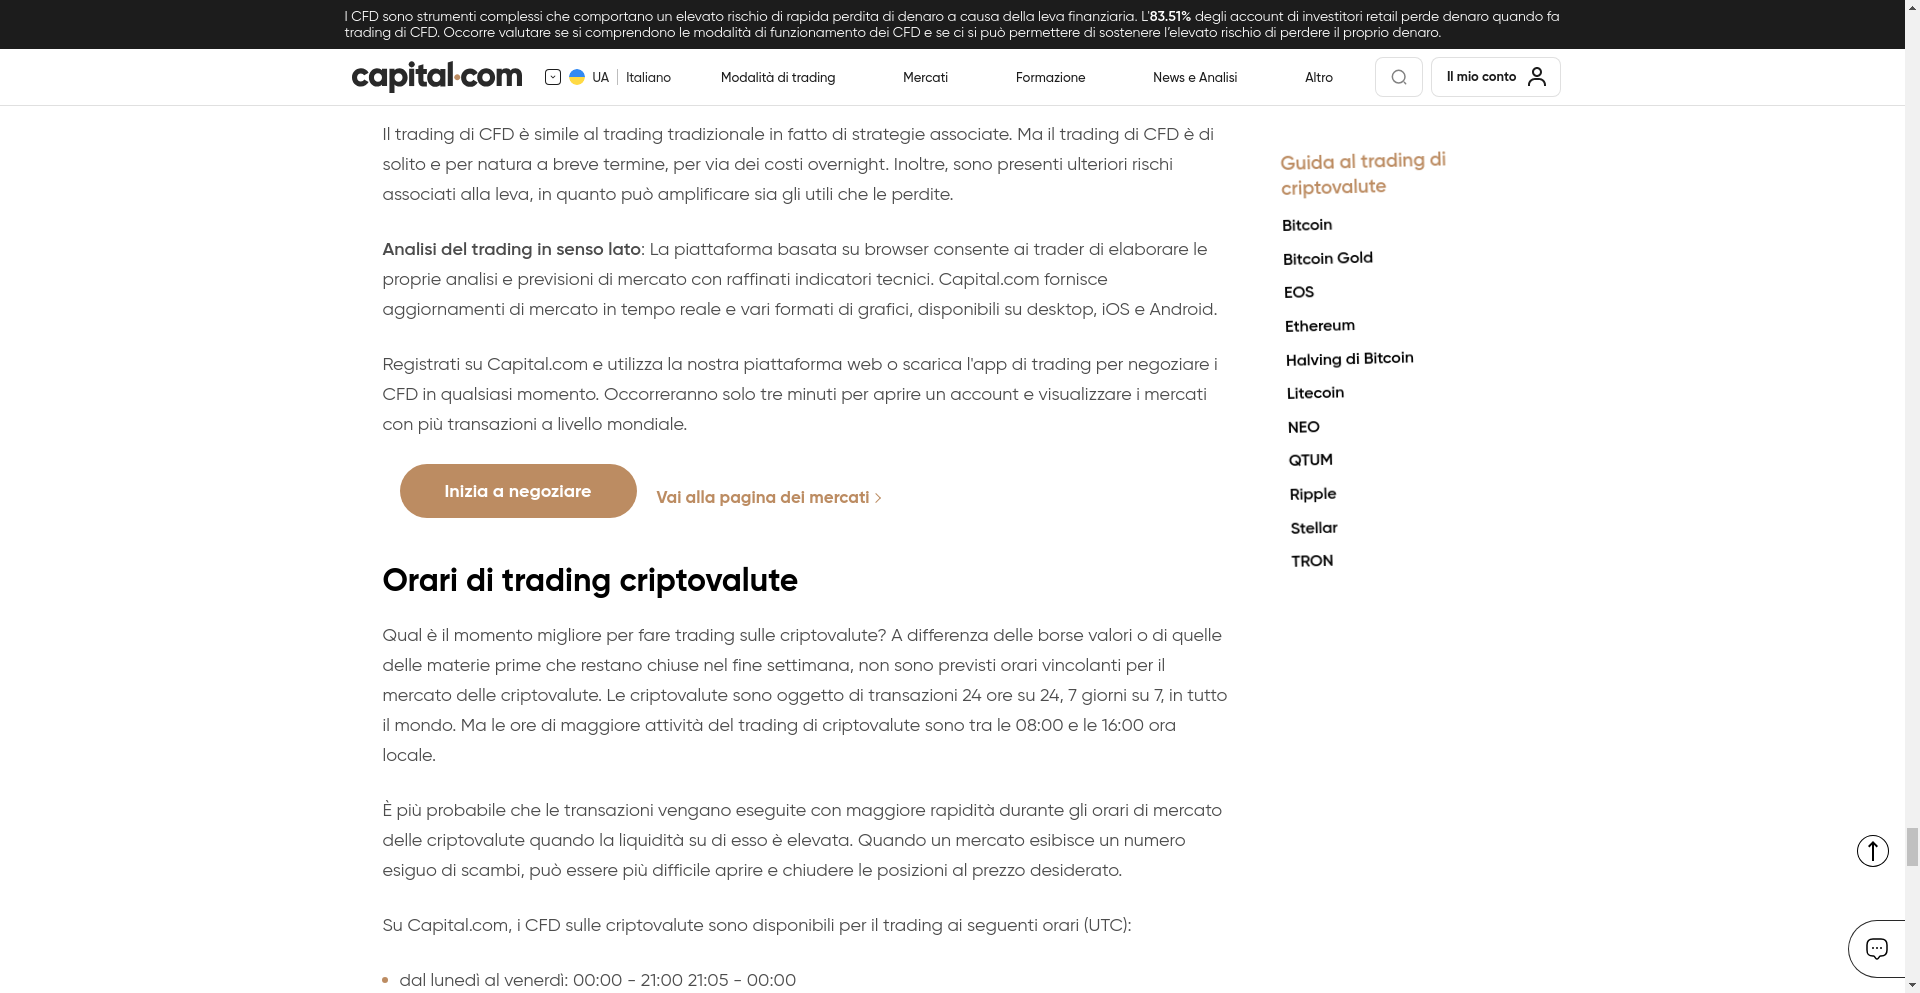 I CFD sono strumenti complessi che comportano un elevato rischio di rapida perdita di denaro a causa della leva finanziaria. L'83.51% degli account di investitori retail perde denaro quando fa
trading di CFD. Occorre valutare se si comprendono le modalità di funzionamento dei CFD e se ci si può permettere di sostenere l'elevato rischio di perdere il proprio denaro.
capital.com UA Italiano Modalità di trading Mercati Formazione News e Analisi Altro Il mio conto
Il trading di CFD è simile al trading tradizionale in fatto di strategie associate. Ma il trading di CFD è di
solito e per natura a breve termine, per via dei costi overnight. Inoltre, sono presenti ulteriori rischi
associati alla leva, in quanto può amplificare sia gli utili che le perdite.
Analisi del trading in senso lato: La piattaforma basata su browser consente ai trader di elaborare le
proprie analisi e previsioni di mercato con raffinati indicatori tecnici. Capital.com fornisce
aggiornamenti di mercato in tempo reale e vari formati di grafici, disponibili su desktop, iOS e Android.
Registrati su Capital.com e utilizza la nostra piattaforma web o scarica l'app di trading per negoziare i
CFD in qualsiasi momento. Occorreranno solo tre minuti per aprire un account e visualizzare i mercati
con più transazioni a livello mondiale.
Inizia a negoziare Vai alla pagina dei mercati
Orari di trading criptovalute
Qual è il momento migliore per fare trading sulle criptovalute? A differenza delle borse valori o di quelle
delle materie prime che restano chiuse nel fine settimana, non sono previsti orari vincolanti per il
mercato delle criptovalute. Le criptovalute sono oggetto di transazioni 24 ore su 24, 7 giorni su 7, in tutto
il mondo. Ma le ore di maggiore attività del trading di criptovalute sono tra le 08:00 e le 16:00 ora
locale.
È più probabile che le transazioni vengano eseguite con maggiore rapidità durante gli orari di mercato
delle criptovalute quando la liquidità su di esso è elevata. Quando un mercato esibisce un numero
esiguo di scambi, può essere più difficile aprire e chiudere le posizioni al prezzo desiderato.
Su Capital.com, i CFD sulle criptovalute sono disponibili per il trading ai seguenti orari (UTC):
dal lunedì al venerdì: 00:00 - 21:00 21:05 - 00:00
Guida al trading di
criptovalute
Bitcoin
Bitcoin Gold
EOS
Ethereum
Halving di Bitcoin
Litecoin
NEO
QTUM
Ripple
Stellar
TRON